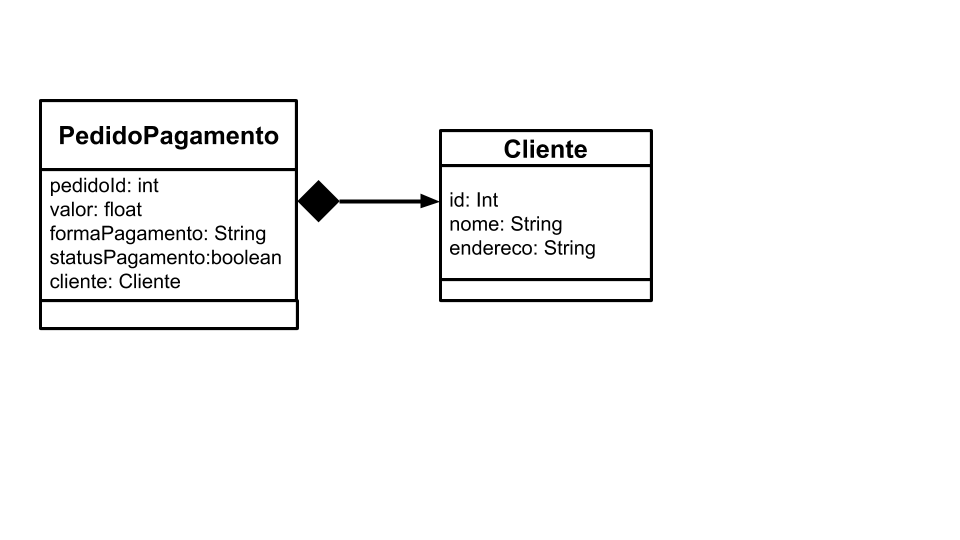 PedidoPagamento
pedidoId: int
valor: float
formaPagamento: String
statusPagamento:boolean
cliente: Cliente
Cliente
id: Int
nome: String
endereco: String